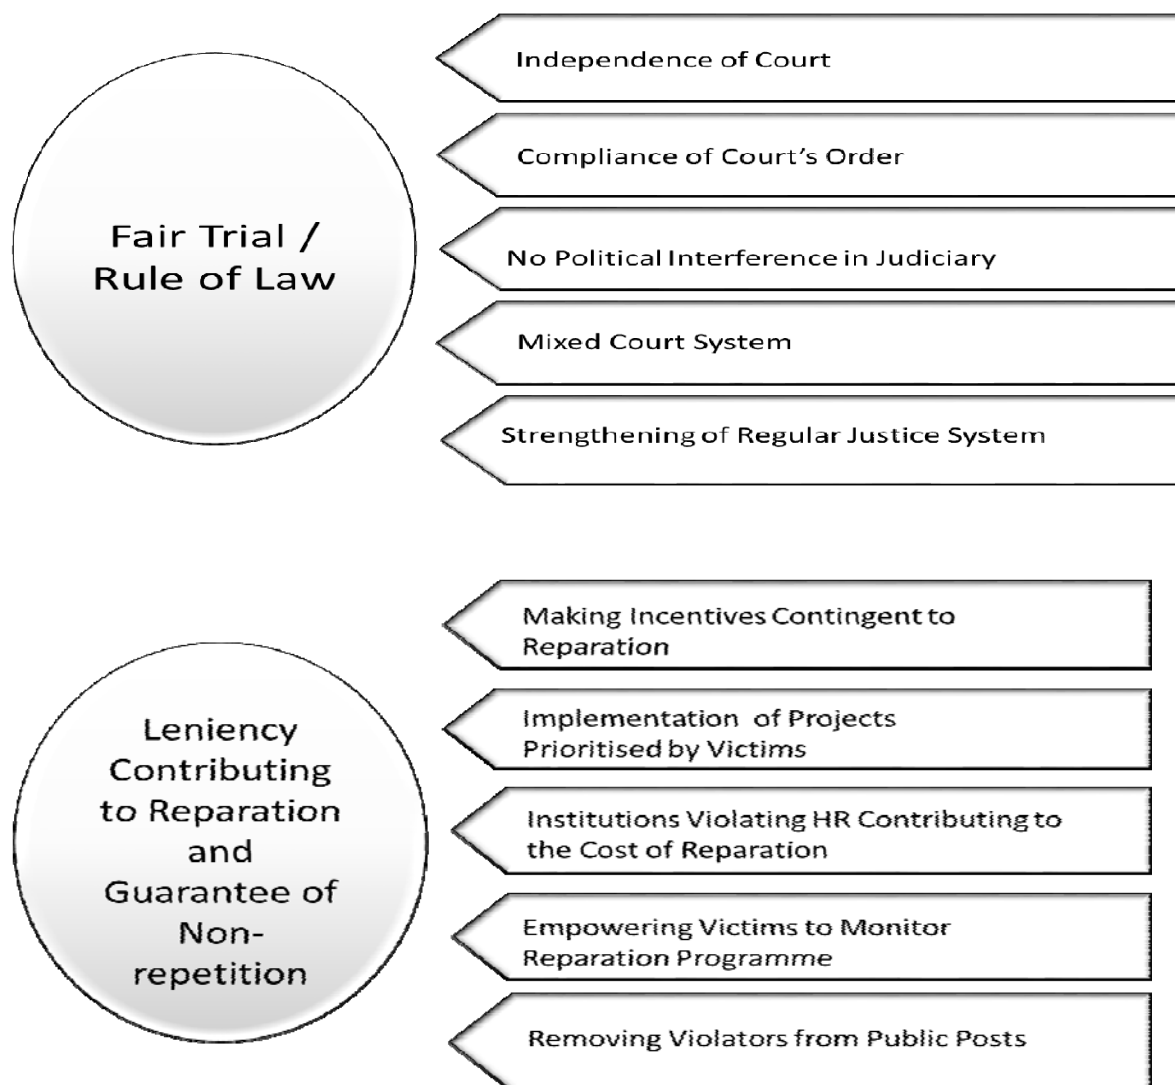 Fair Trial /
Rule of Law
Independence of Court
Compliance of Court’s Order
No Political Interference in Judiciary
Mixed Court System
Strengthening of Regular Justice System
Leniency
Contributing
to Reparation
and
Guarantee of
Non-
repetition
Making Incentives Contingent to
Reparation
Implementation of Projects
Prioritised by Victims
Institutions Violating HR Contributing to
the Cost of Reparation
Empowering Victims to Monitor
Reparation Programme
Removing Violators from Public Posts